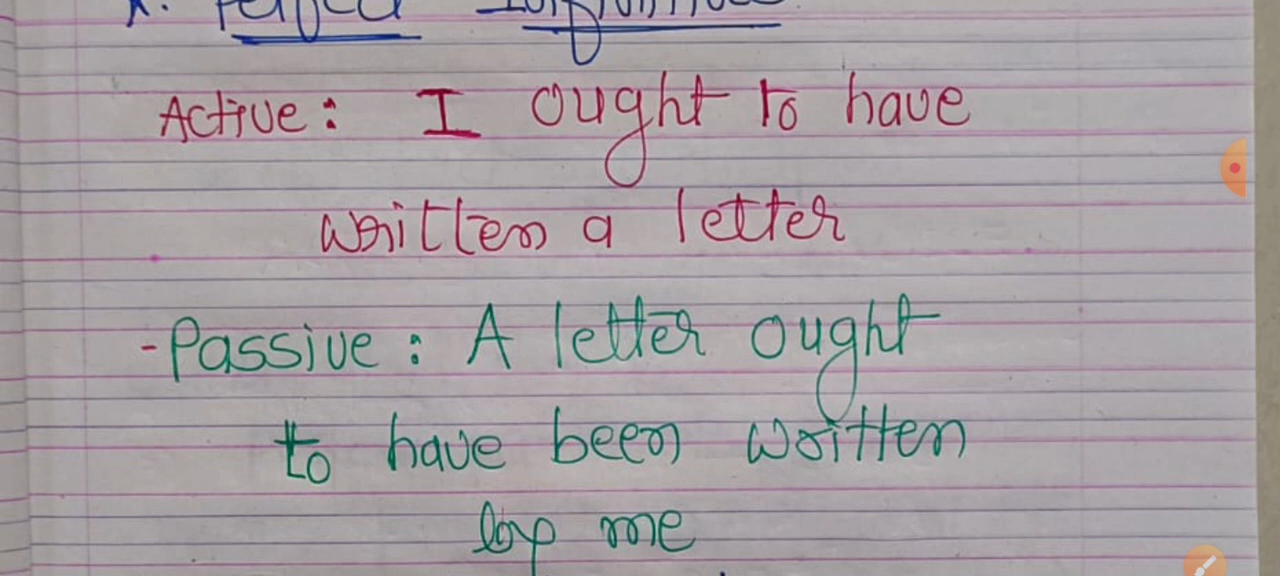 Active: I ought to have
written a letter
- Passive: A letter ought
to have been written
by me